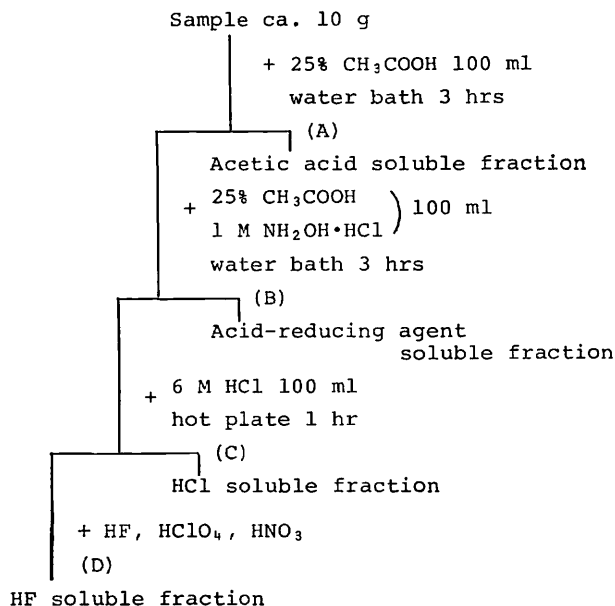 Sample ca. 10 g
+ 25% CH₃COOH 100 ml
water bath 3 hrs
(A)
Acetic acid soluble fraction
+ 25% CH₃COOH
1 M NH₂OH•HCl ) 100 ml
water bath 3 hrs
(B)
Acid-reducing agent
soluble fraction
+ 6 M HCl 100 ml
hot plate 1 hr
(C)
HCl soluble fraction
+ HF, HClO₄, HNO₃
(D)
HF soluble fraction